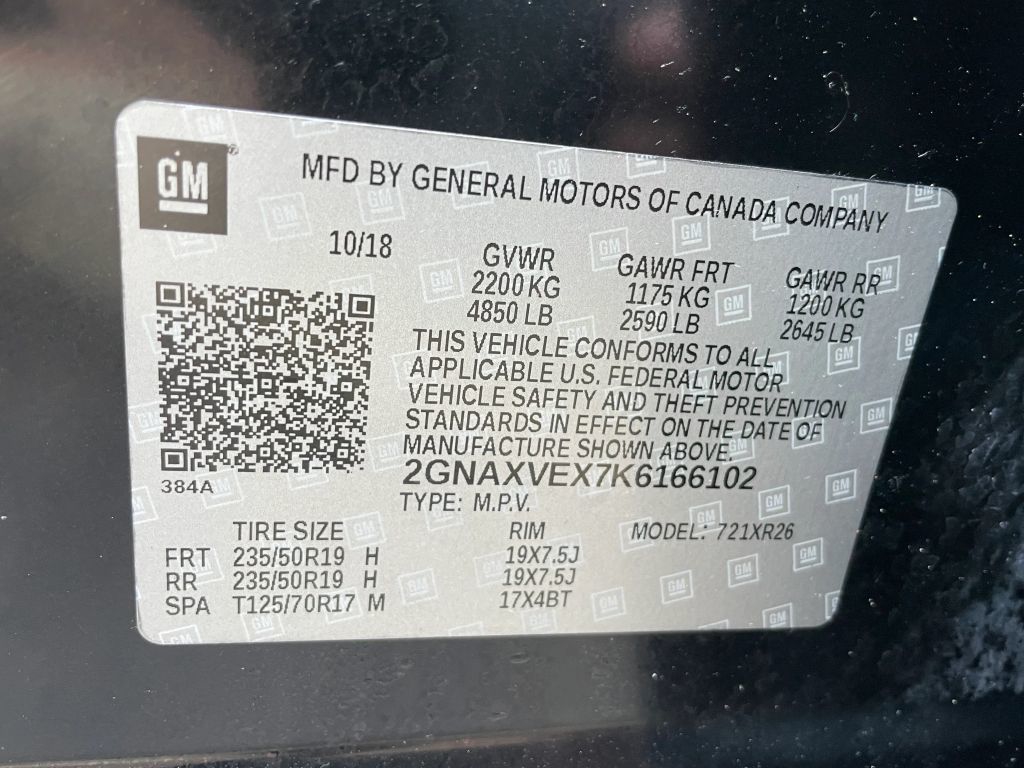 GM
MFD BY GENERAL MOTORS OF CANADA COMPANY
10/18
GVWR
2200 KG
4850 LB
GAWR FRT
1175 KG
2590 LB
GAWR RR
1200 KG
2645 LB
THIS VEHICLE CONFORMS TO ALL
APPLICABLE U.S. FEDERAL MOTOR
VEHICLE SAFETY AND THEFT PREVENTION
STANDARDS IN EFFECT ON THE DATE OF
MANUFACTURE SHOWN ABOVE.
2GNAXVEX7K6166102
384A
TYPE: M.P.V.
TIRE SIZE RIM MODEL: 721XR26
FRT 235/50R19 H 19X7.5J
RR 235/50R19 H 19X7.5J
SPA T125/70R17 M 17X4BT